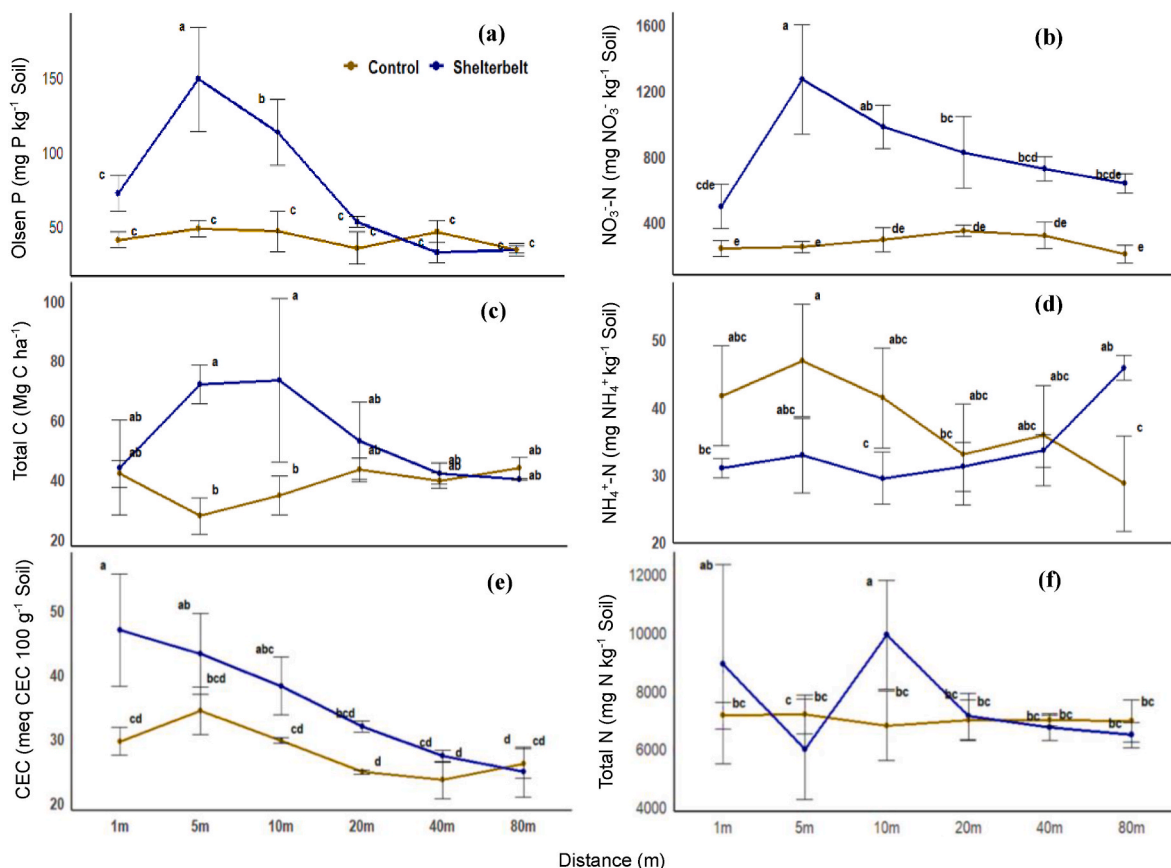 (a)
Control
Shelterbelt
Olsen P (mg P kg⁻¹ Soil)
150
100
50
a
b
c
c
c
c
c
c
c
c
c
c
(b)
NO₃⁻-N (mg NO₃⁻ kg⁻¹ Soil)
1600
1200
800
400
a
ab
bc
bcd
bcde
cde
e
e
de
de
de
e
(c)
Total C (Mg C ha⁻¹)
100
80
60
40
20
ab
a
a
ab
ab
ab
ab
b
b
ab
ab
ab
(d)
NH₄⁺-N (mg NH₄⁺ kg⁻¹ Soil)
50
40
30
20
abc
a
abc
abc
abc
ab
bc
abc
c
bc
abc
c
(e)
CEC (meq CEC 100 g⁻¹ Soil)
50
40
30
20
a
ab
abc
bcd
bcd
cd
cd
cd
d
cd
d
cd
1m
5m
10m
20m
40m
80m
(f)
Total N (mg N kg⁻¹ Soil)
12000
10000
8000
6000
4000
ab
a
bc
c
bc
bc
bc
bc
bc
bc
bc
bc
1m
5m
10m
20m
40m
80m
Distance (m)